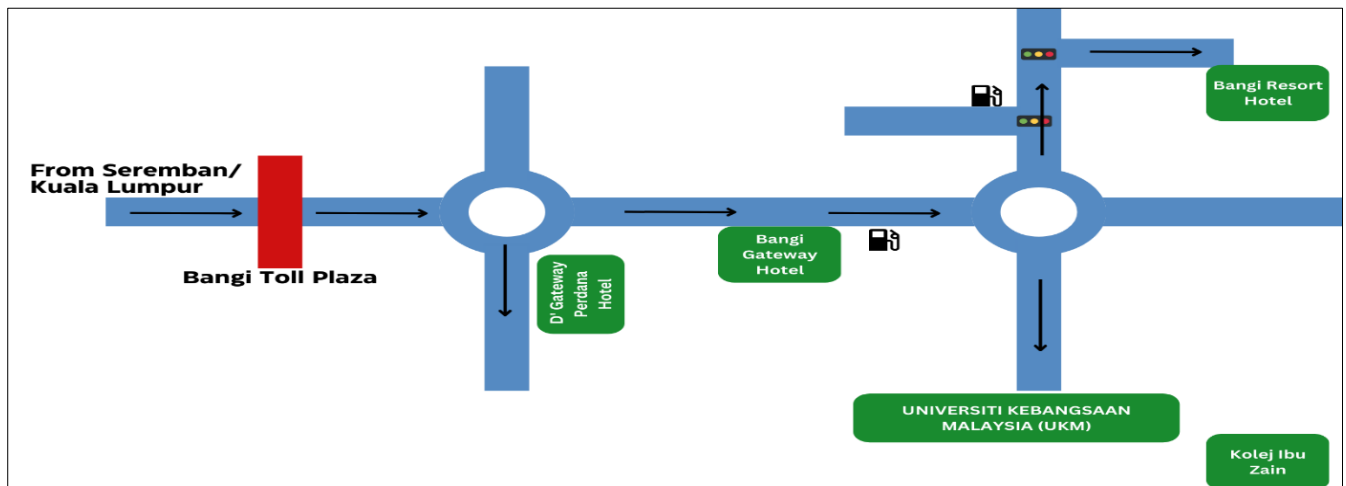 Bangi Resort
Hotel
From Seremban/
Kuala Lumpur
Bangi Toll Plaza
D' Gateway
Perdana
Hotel
Bangi
Gateway
Hotel
UNIVERSITI KEBANGSAAN
MALAYSIA (UKM)
Kolej Ibu
Zain